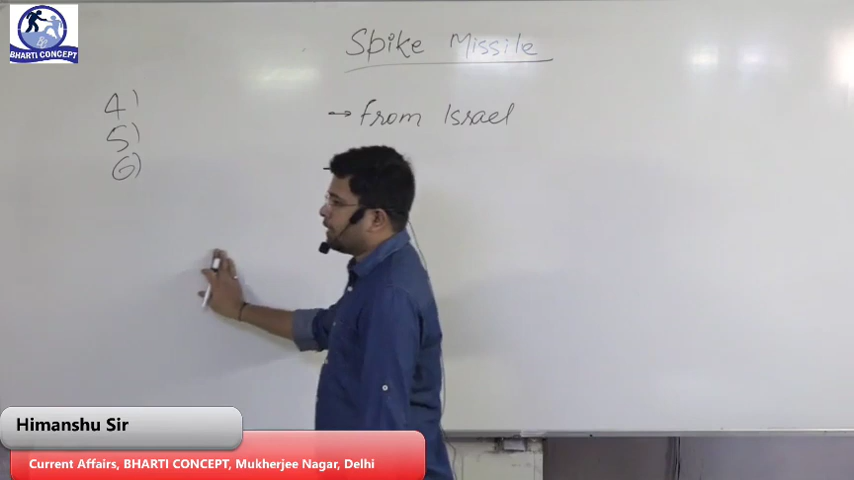 BHARTI CONCEPT
Spike Missile
4)
→ from Israel
5)
6)
Himanshu Sir
Current Affairs, BHARTI CONCEPT, Mukherjee Nagar, Delhi